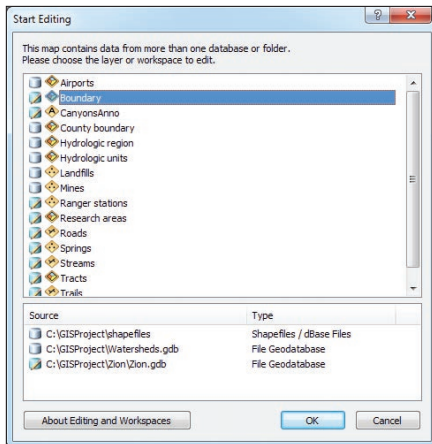 Start Editing
This map contains data from more than one database or folder.
Please choose the layer or workspace to edit.
Airports
Boundary
A CanyonsAnno
County boundary
Hydrologic region
Hydrologic units
Landfills
Mines
Ranger stations
Research areas
Roads
Springs
Streams
Tracts
Trails
Source Type
C:\GISProject\shapefiles Shapefiles / dBase Files
C:\GISProject\Watersheds.gdb File Geodatabase
C:\GISProject\Zion\Zion.gdb File Geodatabase
About Editing and Workspaces OK Cancel